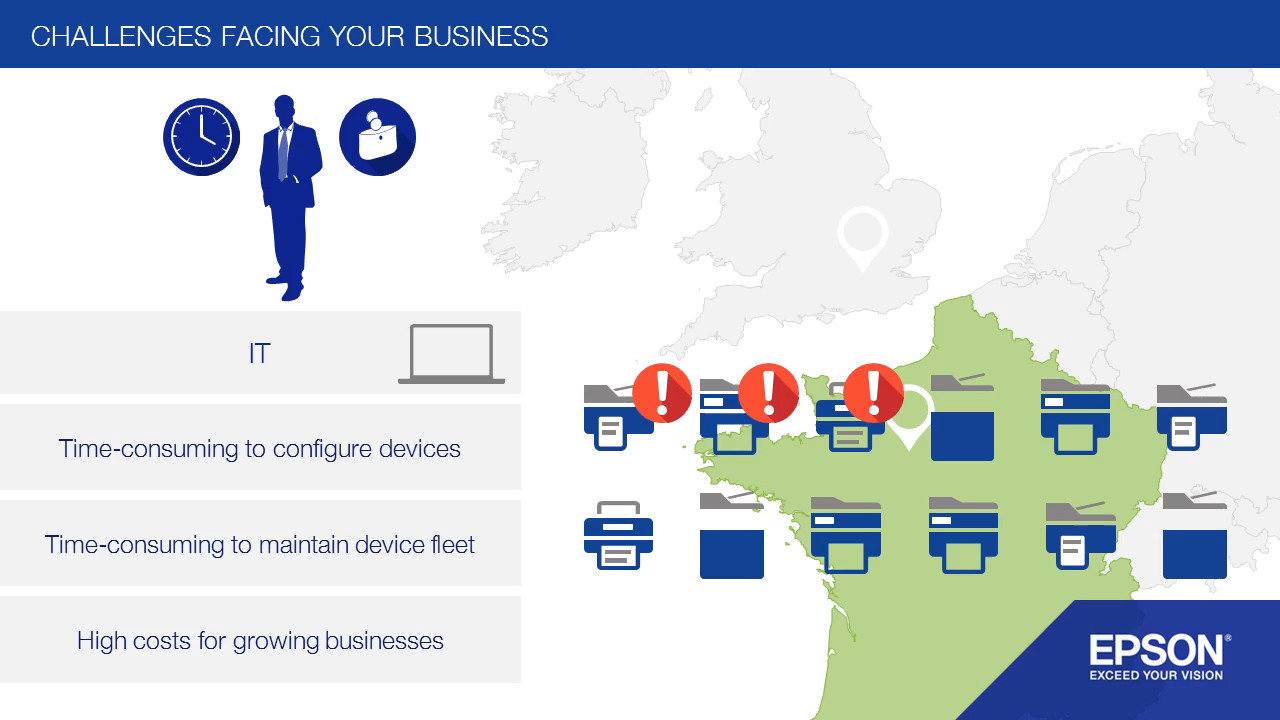 CHALLENGES FACING YOUR BUSINESS
IT
Time-consuming to configure devices
Time-consuming to maintain device fleet
High costs for growing businesses
EPSON®
EXCEED YOUR VISION